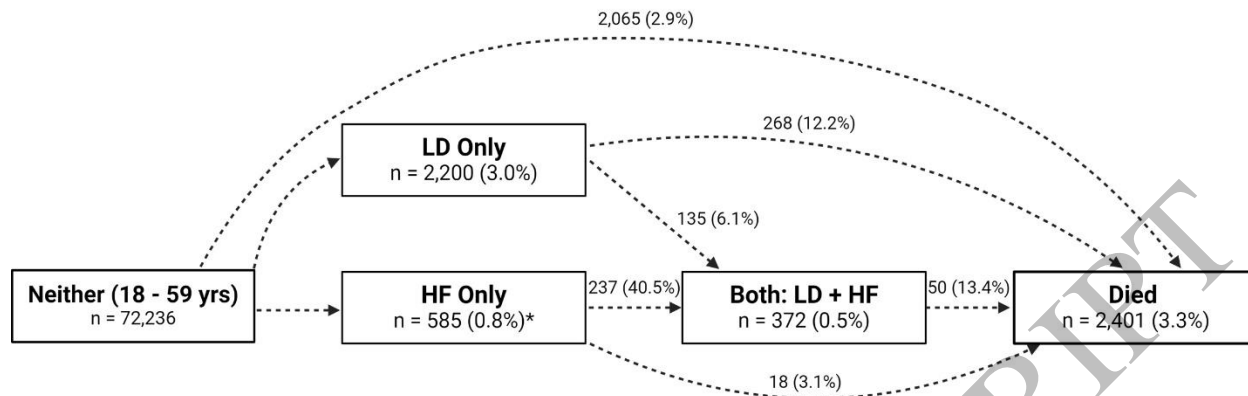 2,065 (2.9%)
LD Only
n = 2,200 (3.0%)
268 (12.2%)
135 (6.1%)
Neither (18 - 59 yrs)
n = 72,236
HF Only
n = 585 (0.8%)*
237 (40.5%)
Both: LD + HF
n = 372 (0.5%)
50 (13.4%)
Died
n = 2,401 (3.3%)
18 (3.1%)
RIPT